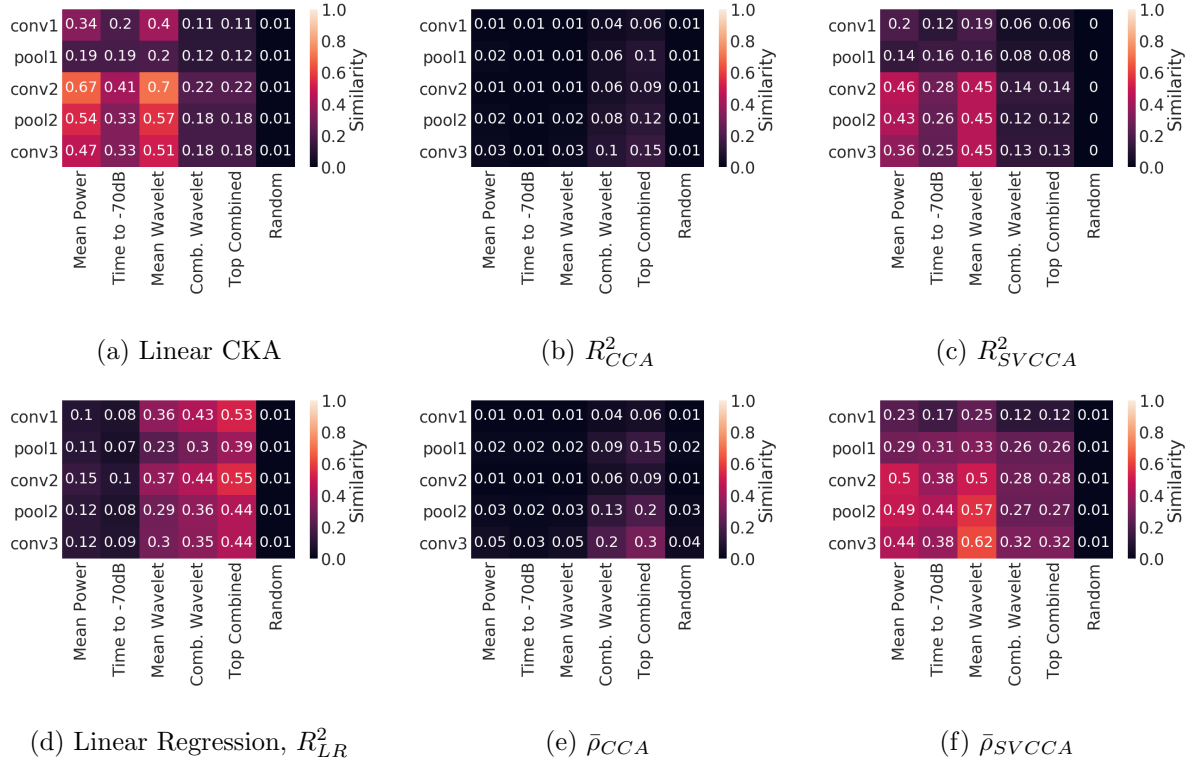 conv1 0.34 0.2 0.4 0.11 0.11 0.01
pool1 0.19 0.19 0.2 0.12 0.12 0.01
conv2 0.67 0.41 0.7 0.22 0.22 0.01
pool2 0.54 0.33 0.57 0.18 0.18 0.01
conv3 0.47 0.33 0.51 0.18 0.18 0.01
Mean Power
Time to -70dB
Mean Wavelet
Comb. Wavelet
Top Combined
Random
1.0
0.8
0.6
0.4
0.2
0.0
Similarity
(a) Linear CKA
conv1 0.01 0.01 0.01 0.04 0.06 0.01
pool1 0.02 0.01 0.01 0.06 0.1 0.01
conv2 0.01 0.01 0.01 0.06 0.09 0.01
pool2 0.02 0.01 0.02 0.08 0.12 0.01
conv3 0.03 0.01 0.03 0.1 0.15 0.01
Mean Power
Time to -70dB
Mean Wavelet
Comb. Wavelet
Top Combined
Random
1.0
0.8
0.6
0.4
0.2
0.0
Similarity
(b) R²_CCA
conv1 0.2 0.12 0.19 0.06 0.06 0
pool1 0.14 0.16 0.16 0.08 0.08 0
conv2 0.46 0.28 0.45 0.14 0.14 0
pool2 0.43 0.26 0.45 0.12 0.12 0
conv3 0.36 0.25 0.45 0.13 0.13 0
Mean Power
Time to -70dB
Mean Wavelet
Comb. Wavelet
Top Combined
Random
1.0
0.8
0.6
0.4
0.2
0.0
Similarity
(c) R²_SVCCA
conv1 0.1 0.08 0.36 0.43 0.53 0.01
pool1 0.11 0.07 0.23 0.3 0.39 0.01
conv2 0.15 0.1 0.37 0.44 0.55 0.01
pool2 0.12 0.08 0.29 0.36 0.44 0.01
conv3 0.12 0.09 0.3 0.35 0.44 0.01
Mean Power
Time to -70dB
Mean Wavelet
Comb. Wavelet
Top Combined
Random
1.0
0.8
0.6
0.4
0.2
0.0
Similarity
(d) Linear Regression, R²_LR
conv1 0.01 0.01 0.01 0.04 0.06 0.01
pool1 0.02 0.02 0.02 0.09 0.15 0.02
conv2 0.01 0.01 0.01 0.06 0.09 0.01
pool2 0.03 0.02 0.03 0.13 0.2 0.03
conv3 0.05 0.03 0.05 0.2 0.3 0.04
Mean Power
Time to -70dB
Mean Wavelet
Comb. Wavelet
Top Combined
Random
1.0
0.8
0.6
0.4
0.2
0.0
Similarity
(e) ρ̄_CCA
conv1 0.23 0.17 0.25 0.12 0.12 0.01
pool1 0.29 0.31 0.33 0.26 0.26 0.01
conv2 0.5 0.38 0.5 0.28 0.28 0.01
pool2 0.49 0.44 0.57 0.27 0.27 0.01
conv3 0.44 0.38 0.62 0.32 0.32 0.01
Mean Power
Time to -70dB
Mean Wavelet
Comb. Wavelet
Top Combined
Random
1.0
0.8
0.6
0.4
0.2
0.0
Similarity
(f) ρ̄_SVCCA